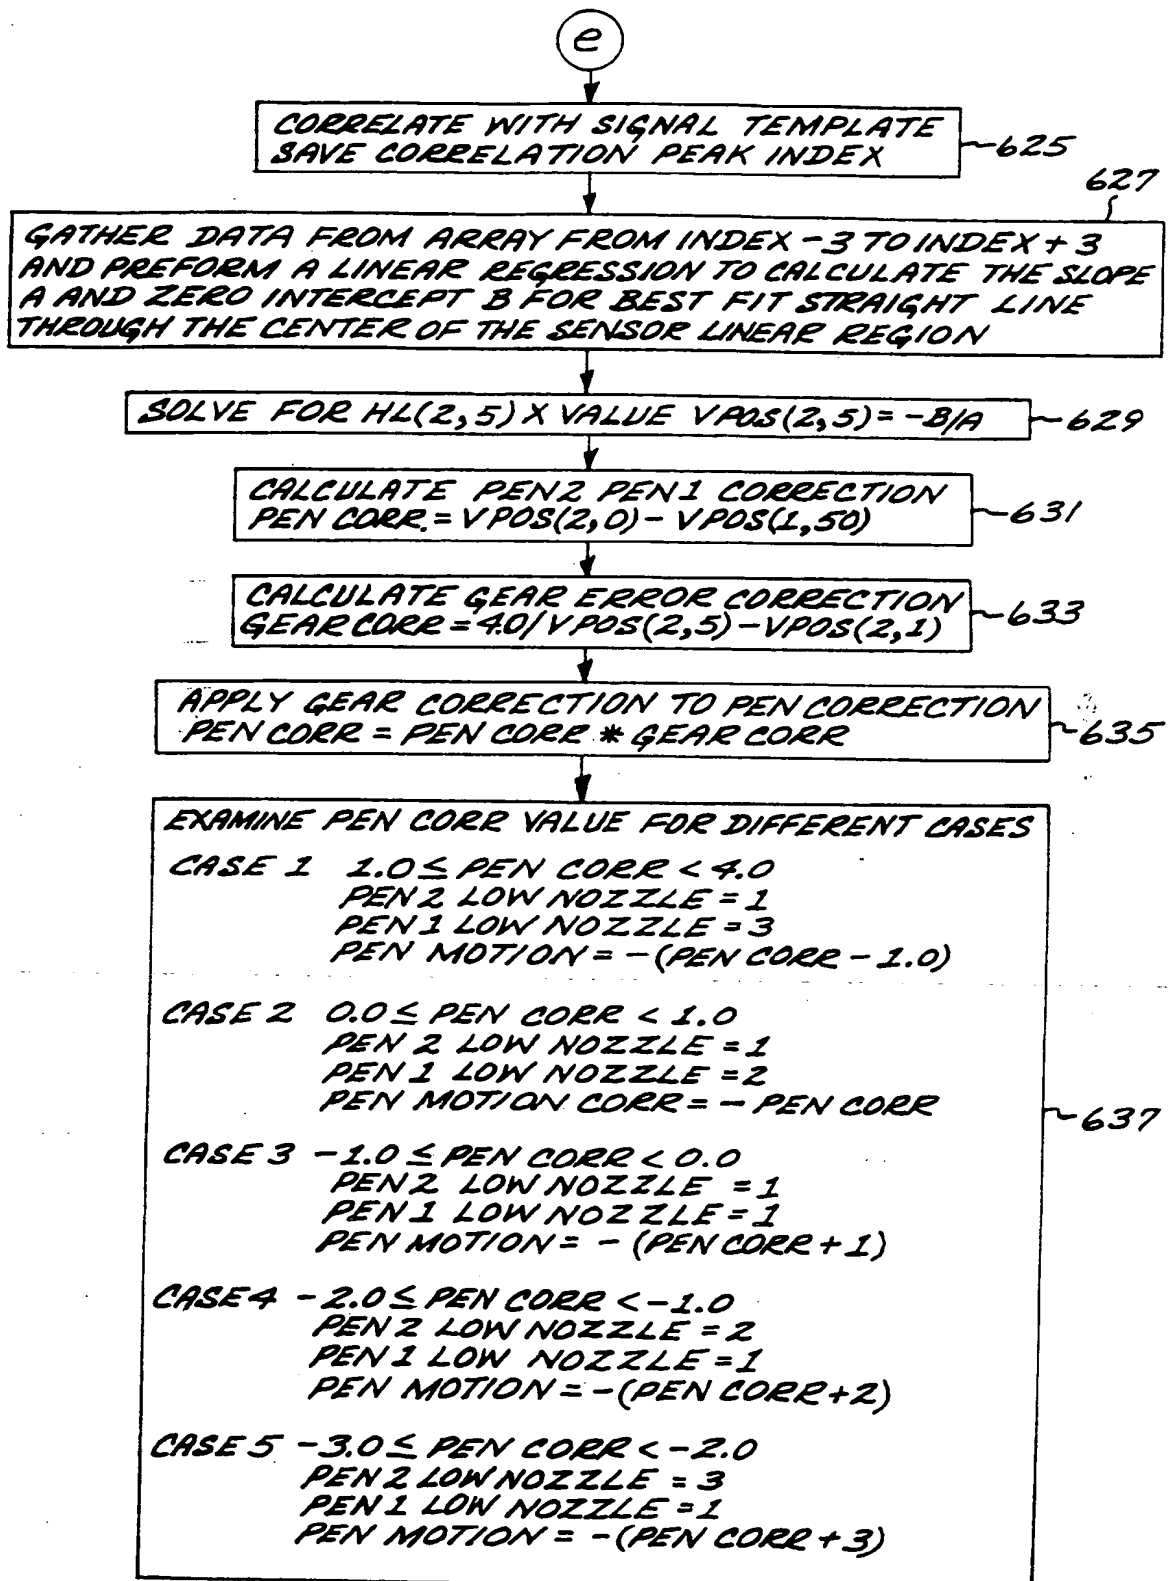 e
CORRELATE WITH SIGNAL TEMPLATE
SAVE CORRELATION PEAK INDEX
625
627
GATHER DATA FROM ARRAY FROM INDEX -3 TO INDEX + 3
AND PREFORM A LINEAR REGRESSION TO CALCULATE THE SLOPE
A AND ZERO INTERCEPT B FOR BEST FIT STRAIGHT LINE
THROUGH THE CENTER OF THE SENSOR LINEAR REGION
SOLVE FOR HL(2,5) X VALUE VPOS(2,5) = -B/A
629
CALCULATE PEN2 PEN1 CORRECTION
PEN CORR. = VPOS(2,0) - VPOS(1,50)
631
CALCULATE GEAR ERROR CORRECTION
GEAR CORR = 4.0/VPOS(2,5) - VPOS(2,1)
633
APPLY GEAR CORRECTION TO PEN CORRECTION
PEN CORR = PEN CORR * GEAR CORR
635
EXAMINE PEN CORR VALUE FOR DIFFERENT CASES
CASE 1 1.0 ≤ PEN CORR < 4.0
PEN 2 LOW NOZZLE = 1
PEN 1 LOW NOZZLE = 3
PEN MOTION = -(PEN CORR - 1.0)
CASE 2 0.0 ≤ PEN CORR < 1.0
PEN 2 LOW NOZZLE = 1
PEN 1 LOW NOZZLE = 2
PEN MOTION CORR = - PEN CORR
637
CASE 3 -1.0 ≤ PEN CORR < 0.0
PEN 2 LOW NOZZLE = 1
PEN 1 LOW NOZZLE = 1
PEN MOTION = - (PEN CORR + 1)
CASE 4 -2.0 ≤ PEN CORR < -1.0
PEN 2 LOW NOZZLE = 2
PEN 1 LOW NOZZLE = 1
PEN MOTION = -(PEN CORR + 2)
CASE 5 -3.0 ≤ PEN CORR < -2.0
PEN 2 LOW NOZZLE = 3
PEN 1 LOW NOZZLE = 1
PEN MOTION = -(PEN CORR + 3)